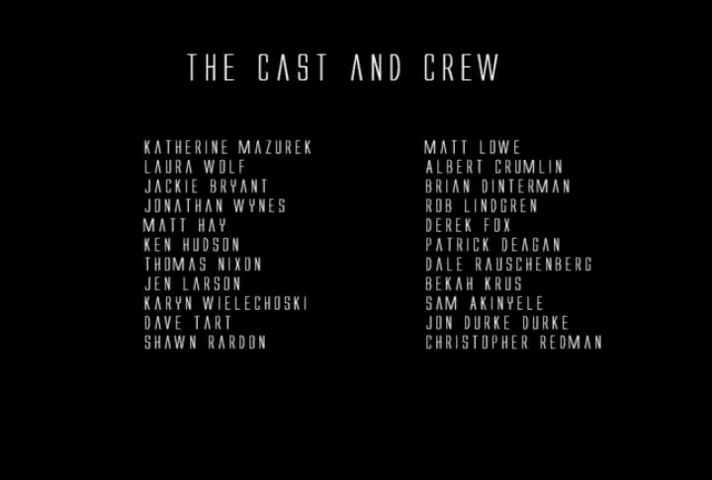 THE CAST AND CREW
KATHERINE MAZUREK
LAURA WOLF
JACKIE BRYANT
JONATHAN WYNES
MATT HAY
KEN HUDSON
THOMAS NIXON
JEN LARSON
KARYN WIELECHOSKI
DAVE TART
SHAWN RARDON
MATT LOWE
ALBERT CRUMLIN
BRIAN DINTERMAN
ROB LINDGREN
DEREK FOX
PATRICK DEAGAN
DALE RAUSCHENBERG
BEKAH KRUS
SAM AKINYELE
JON DURKE DURKE
CHRISTOPHER REDMAN